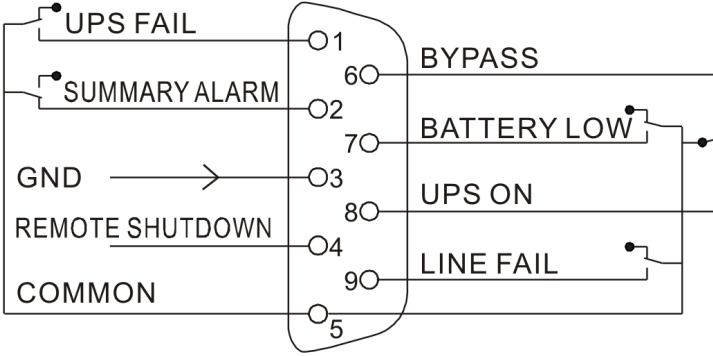 UPS FAIL
1
BYPASS
6
SUMMARY ALARM
2
BATTERY LOW
7
GND
3
UPS ON
8
REMOTE SHUTDOWN
4
LINE FAIL
9
COMMON
5